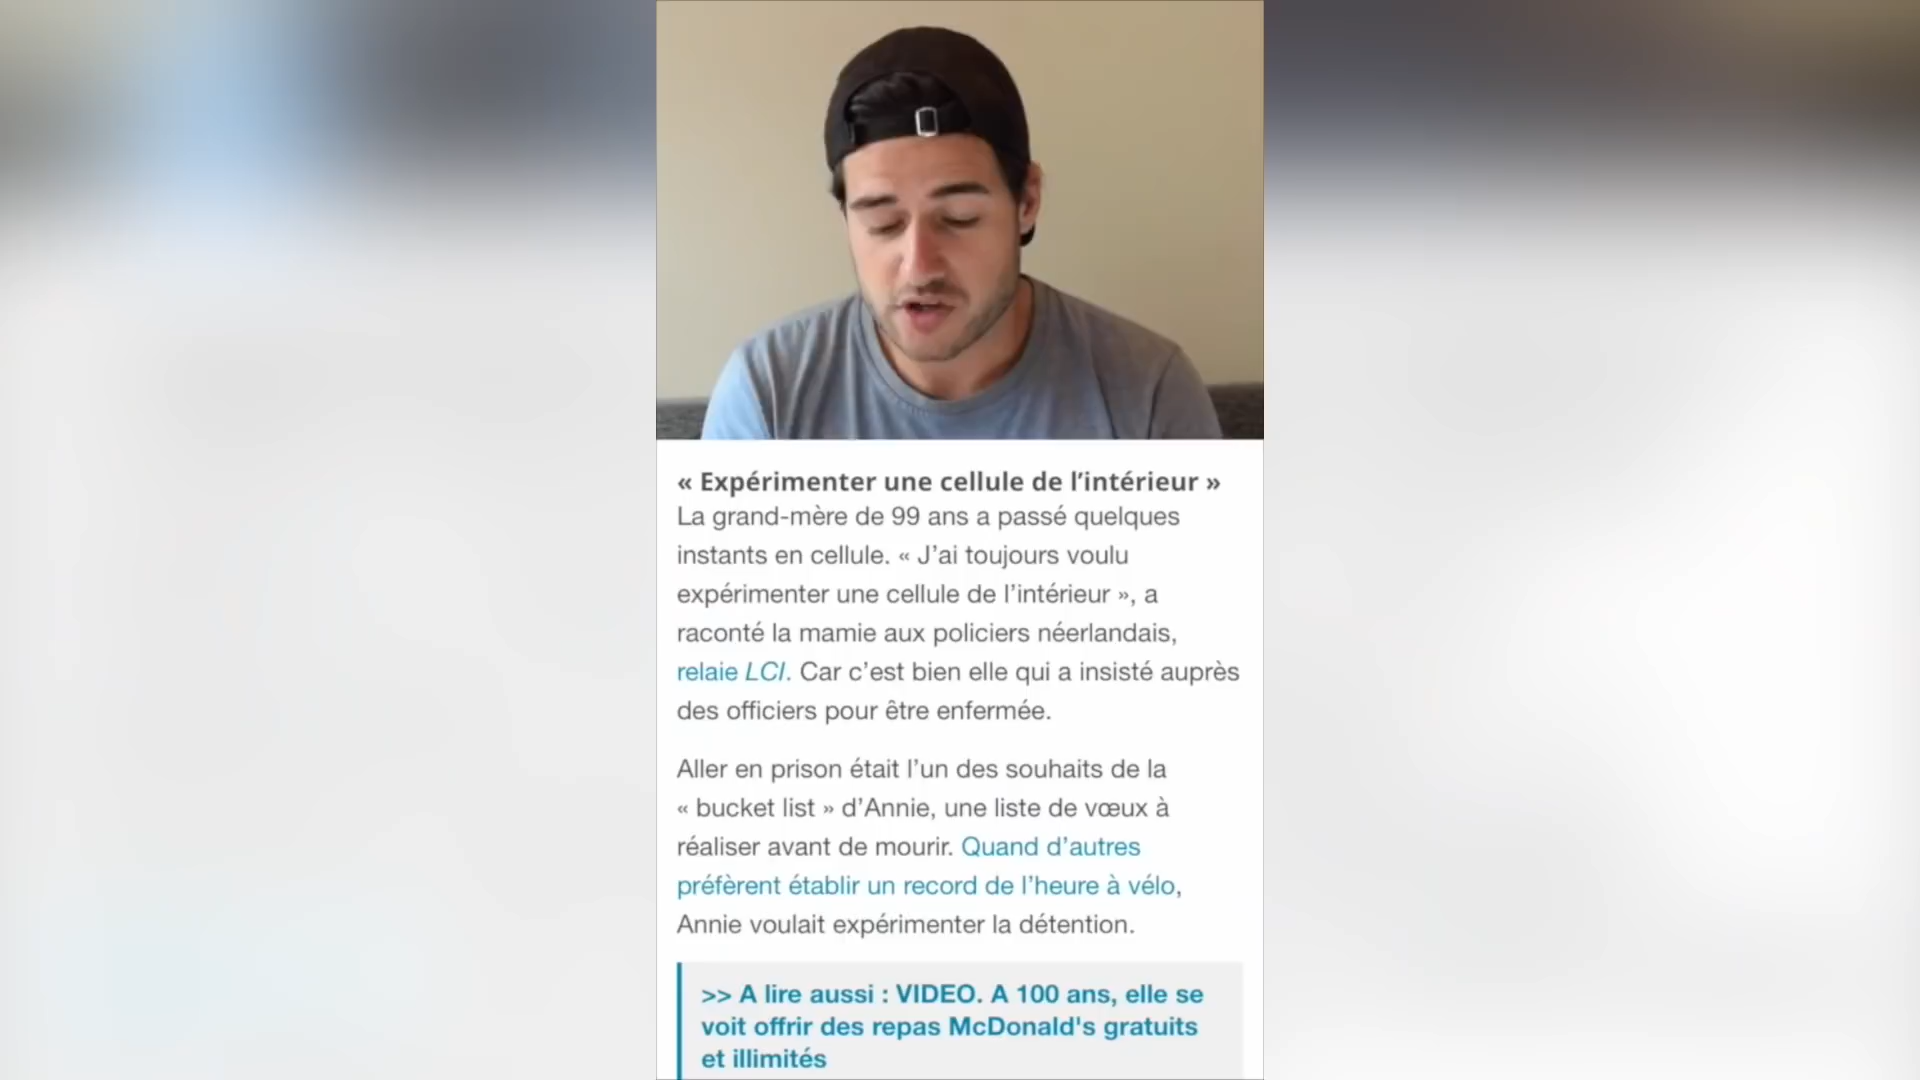 « Expérimenter une cellule de l’intérieur »
La grand-mère de 99 ans a passé quelques
instants en cellule. « J’ai toujours voulu
expérimenter une cellule de l’intérieur », a
raconté la mamie aux policiers néerlandais,
relaie LCI. Car c’est bien elle qui a insisté auprès
des officiers pour être enfermée.
Aller en prison était l’un des souhaits de la
« bucket list » d’Annie, une liste de vœux à
réaliser avant de mourir. Quand d’autres
préfèrent établir un record de l’heure à vélo,
Annie voulait expérimenter la détention.
>> A lire aussi : VIDEO. A 100 ans, elle se
voit offrir des repas McDonald's gratuits
et illimités